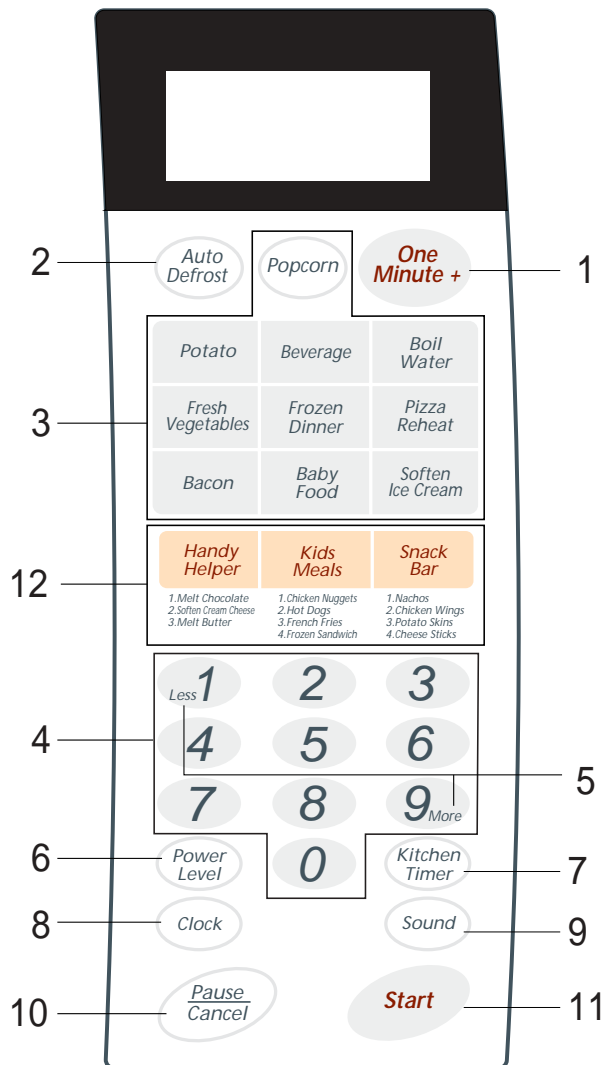 2
Auto
Defrost
Popcorn
One
Minute +
1
3
Potato
Beverage
Boil
Water
Fresh
Vegetables
Frozen
Dinner
Pizza
Reheat
Bacon
Baby
Food
Soften
Ice Cream
12
Handy
Helper
Kids
Meals
Snack
Bar
1.Melt Chocolate
2.Soften Cream Cheese
3.Melt Butter
1.Chicken Nuggets
2.Hot Dogs
3.French Fries
4.Frozen Sandwich
1.Nachos
2.Chicken Wings
3.Potato Skins
4.Cheese Sticks
4
Less 1
2
3
4
5
6
5
7
8
9 More
6
Power
Level
0
Kitchen
Timer
7
8
Clock
Sound
9
10
Pause
Cancel
Start
11